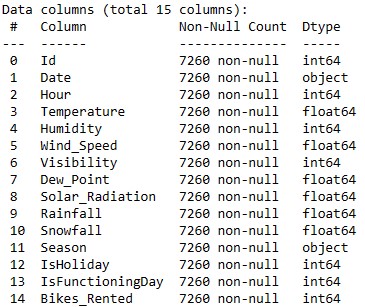 Data columns (total 15 columns):
 #   Column           Non-Null Count  Dtype
---  ------           --------------  -----
 0   Id               7260 non-null   int64
 1   Date             7260 non-null   object
 2   Hour             7260 non-null   int64
 3   Temperature      7260 non-null   float64
 4   Humidity         7260 non-null   int64
 5   Wind_Speed       7260 non-null   float64
 6   Visibility       7260 non-null   int64
 7   Dew_Point        7260 non-null   float64
 8   Solar_Radiation  7260 non-null   float64
 9   Rainfall         7260 non-null   float64
 10  Snowfall         7260 non-null   float64
 11  Season           7260 non-null   object
 12  IsHoliday        7260 non-null   int64
 13  IsFunctioningDay 7260 non-null   int64
 14  Bikes_Rented     7260 non-null   int64